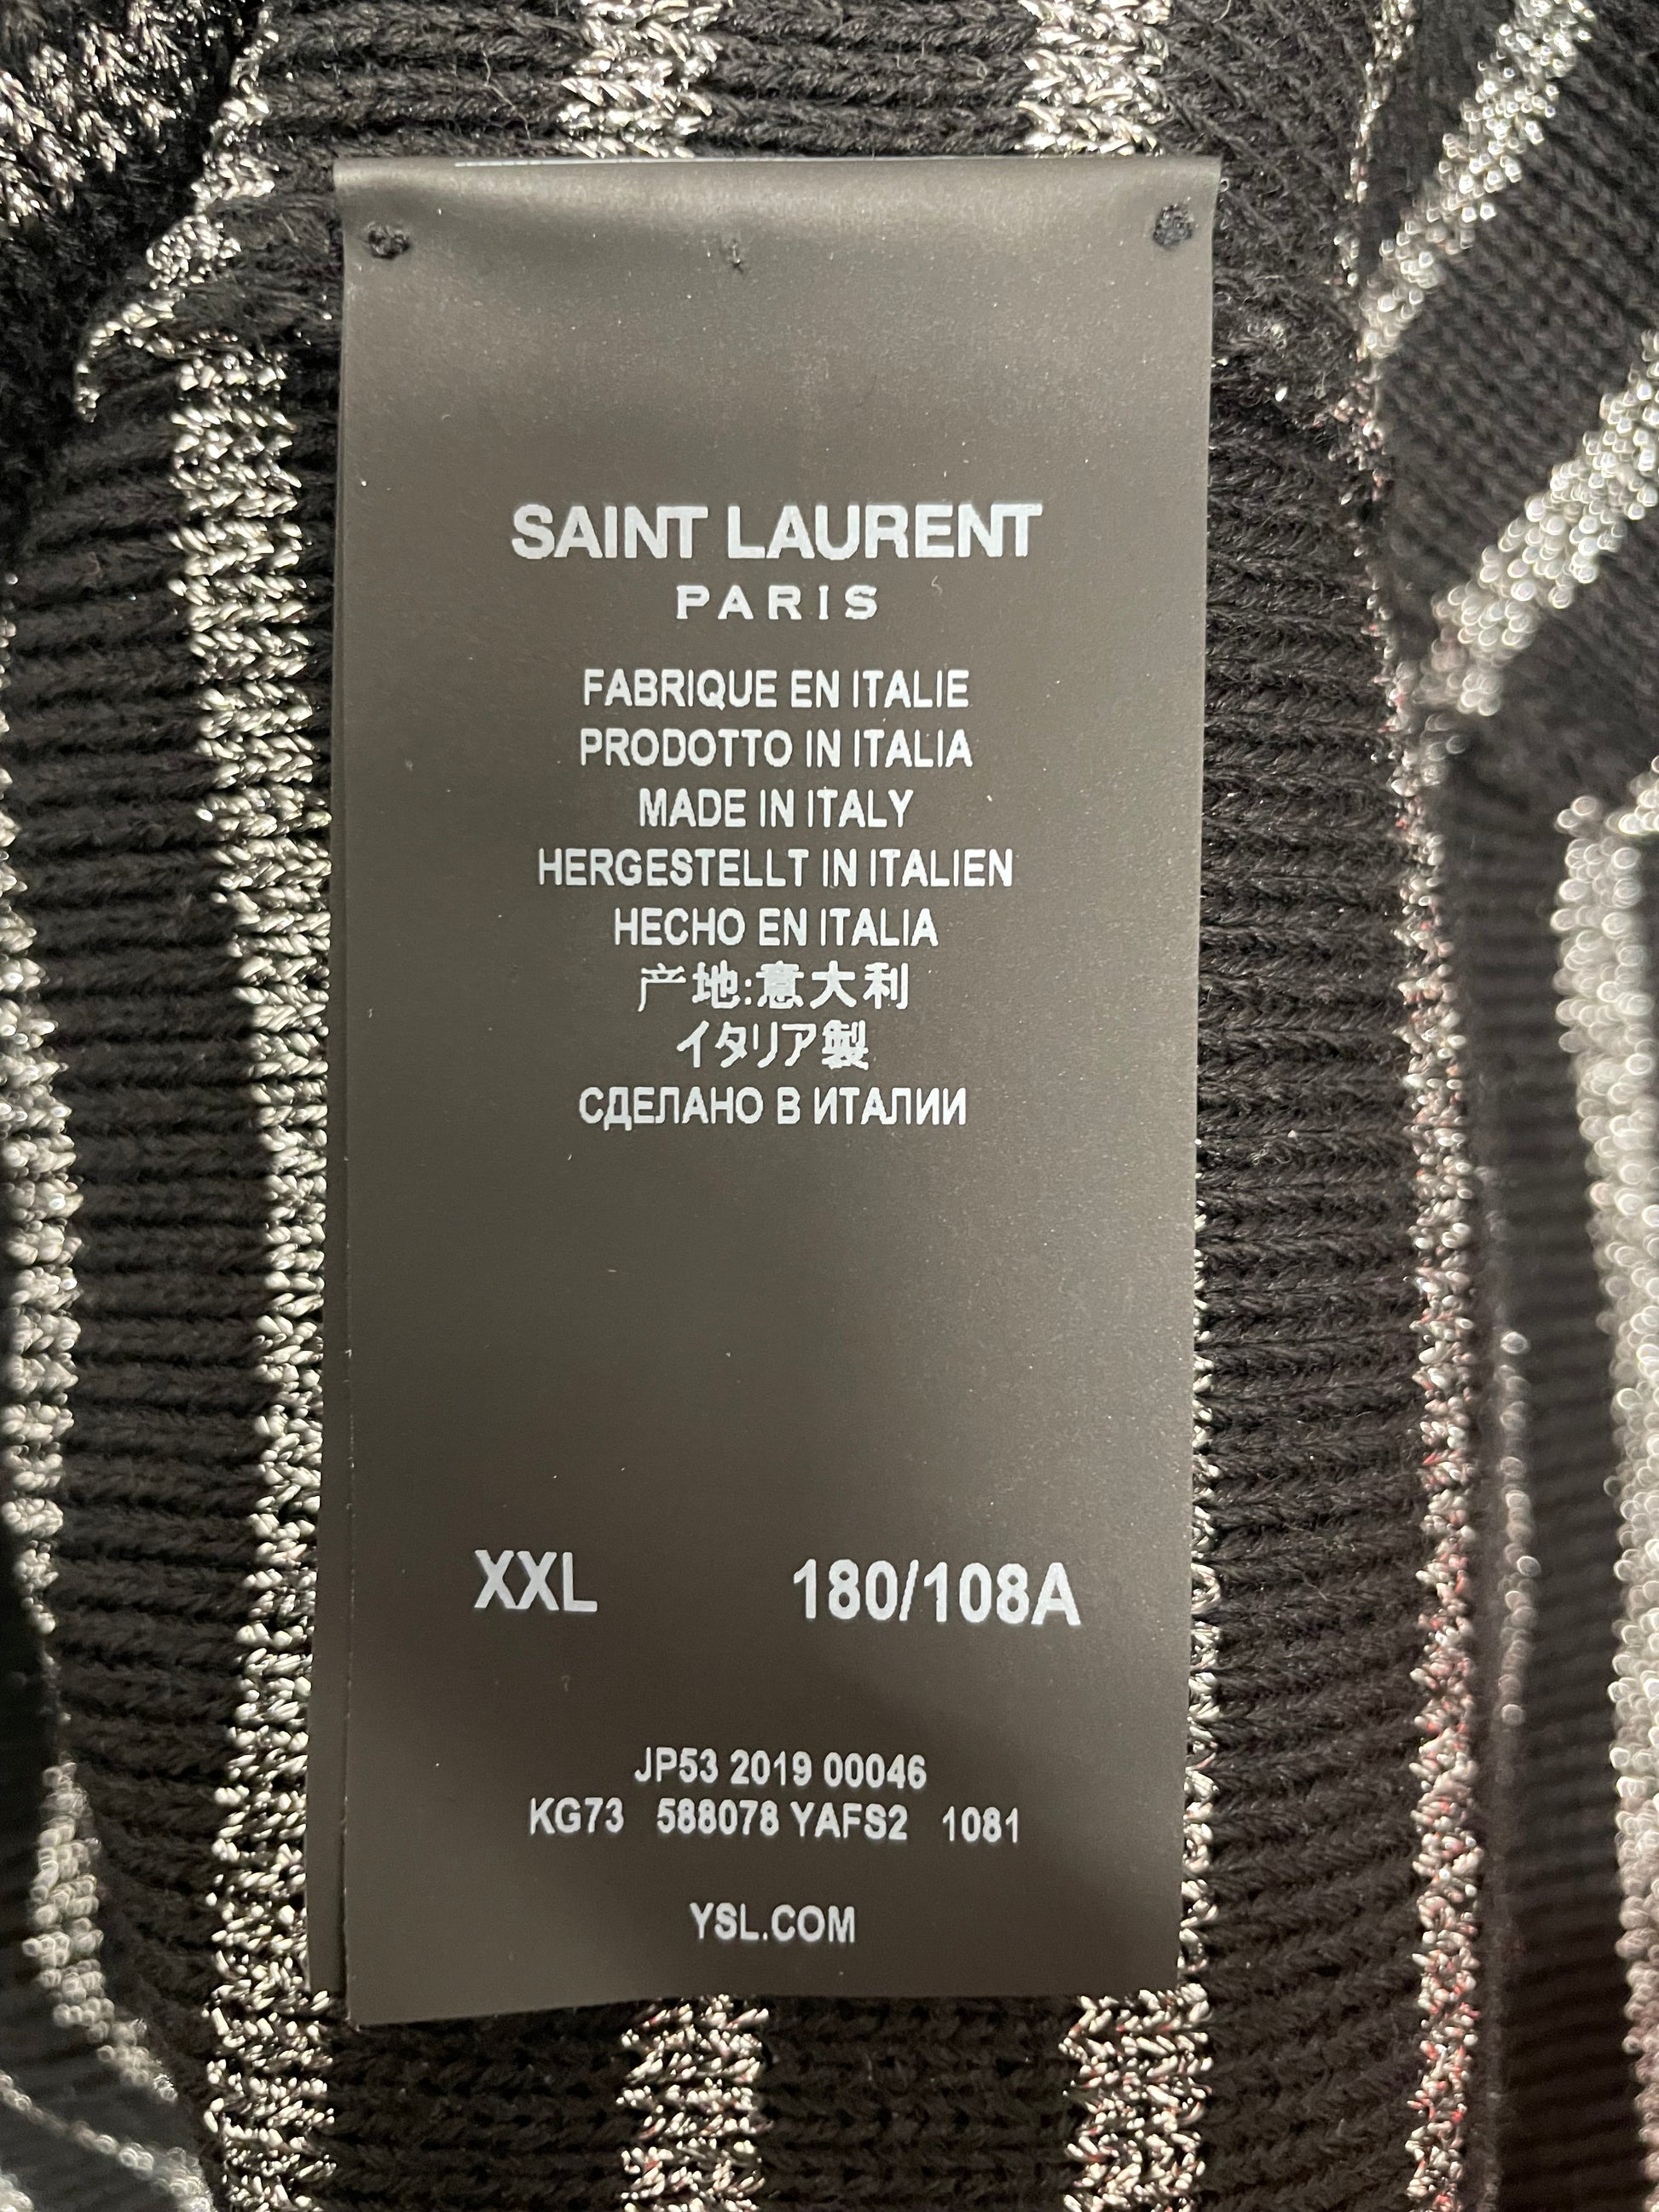 SAINT LAURENT
PARIS
FABRIQUE EN ITALIE
PRODOTTO IN ITALIA
MADE IN ITALY
HERGESTELLT IN ITALIEN
HECHO EN ITALIA
产地:意大利
イタリア製
СДЕЛАНО В ИТАЛИИ
XXL 180/108A
JP53 2019 00046
KG73 588078 YAFS2 1081
YSL.COM